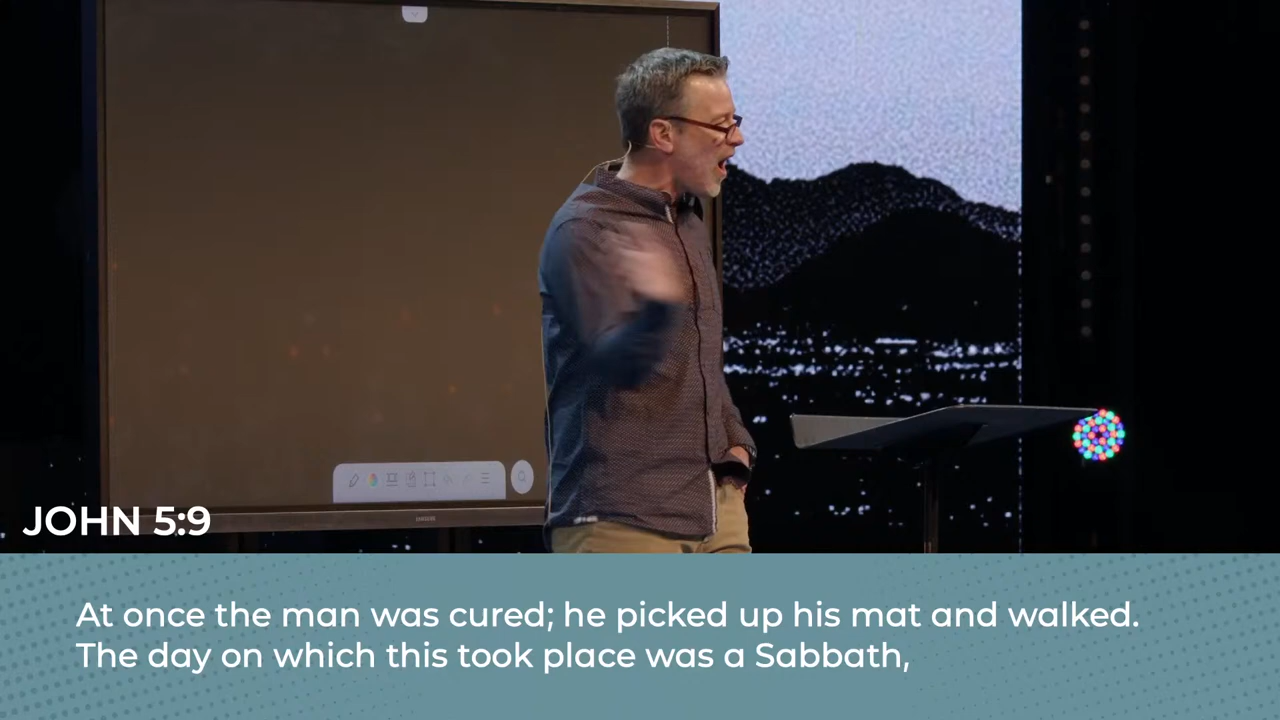 JOHN 5:9
At once the man was cured; he picked up his mat and walked.
The day on which this took place was a Sabbath,